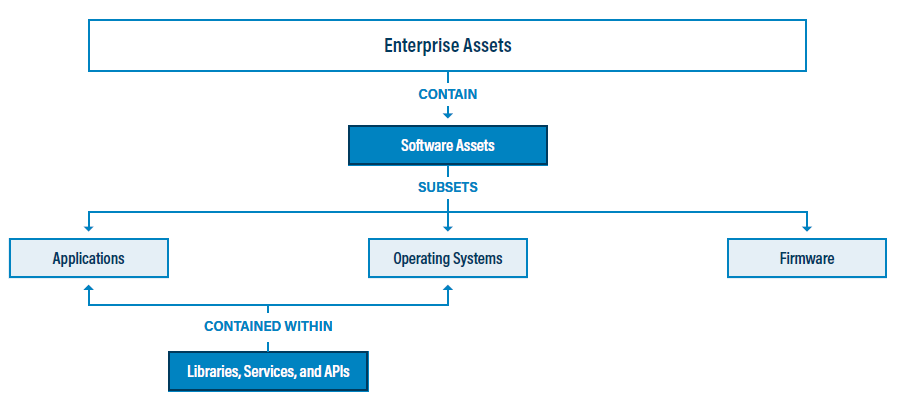 Enterprise Assets
CONTAIN
Software Assets
SUBSETS
Applications
Operating Systems
Firmware
CONTAINED WITHIN
Libraries, Services, and APIs